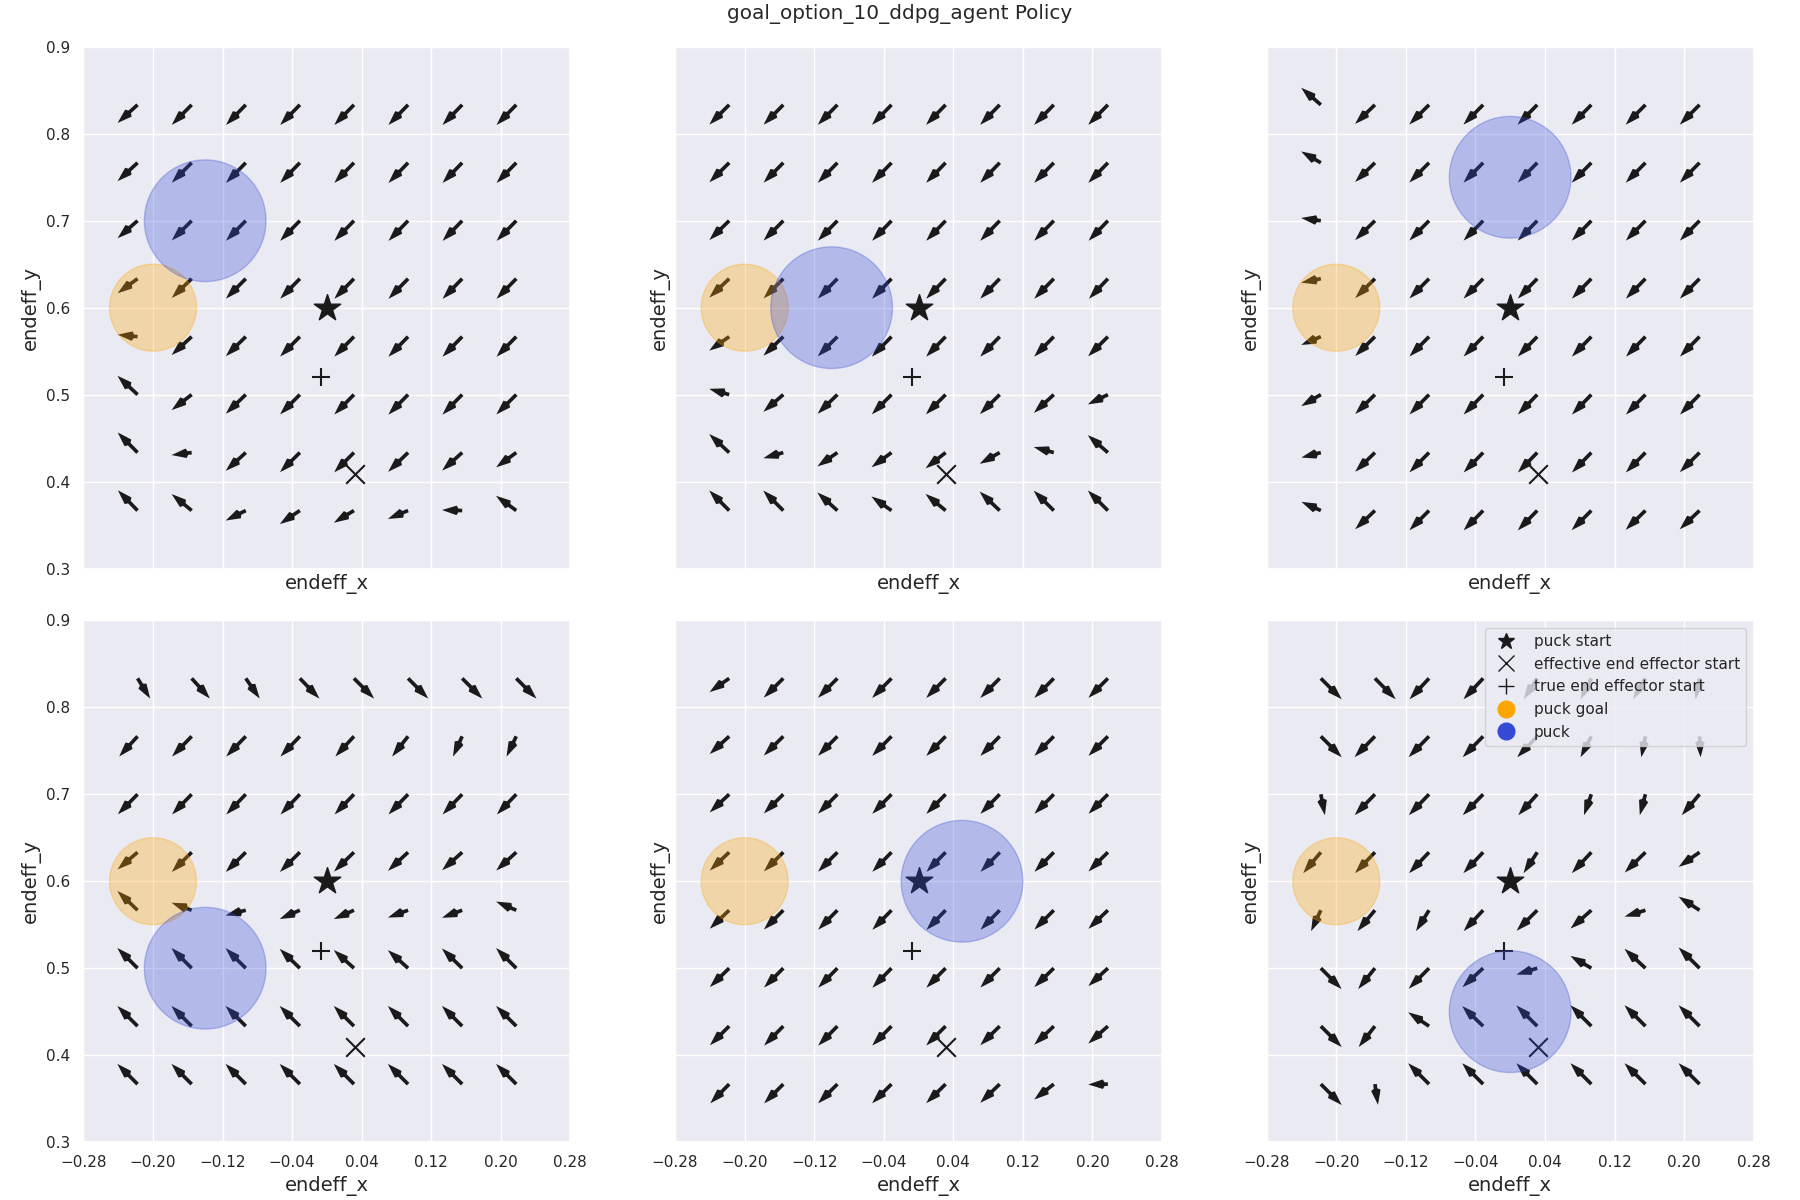 goal_option_10_ddpg_agent Policy
0.9
0.8
0.7
0.6
0.5
0.4
0.3
endeff_y
endeff_y
endeff_y
endeff_x
endeff_x
endeff_x
0.9
0.8
0.7
0.6
0.5
0.4
0.3
endeff_y
endeff_y
endeff_y
puck start
effective end effector start
true end effector start
puck goal
puck
−0.28 −0.20 −0.12 −0.04 0.04 0.12 0.20 0.28
−0.28 −0.20 −0.12 −0.04 0.04 0.12 0.20 0.28
−0.28 −0.20 −0.12 −0.04 0.04 0.12 0.20 0.28
endeff_x
endeff_x
endeff_x